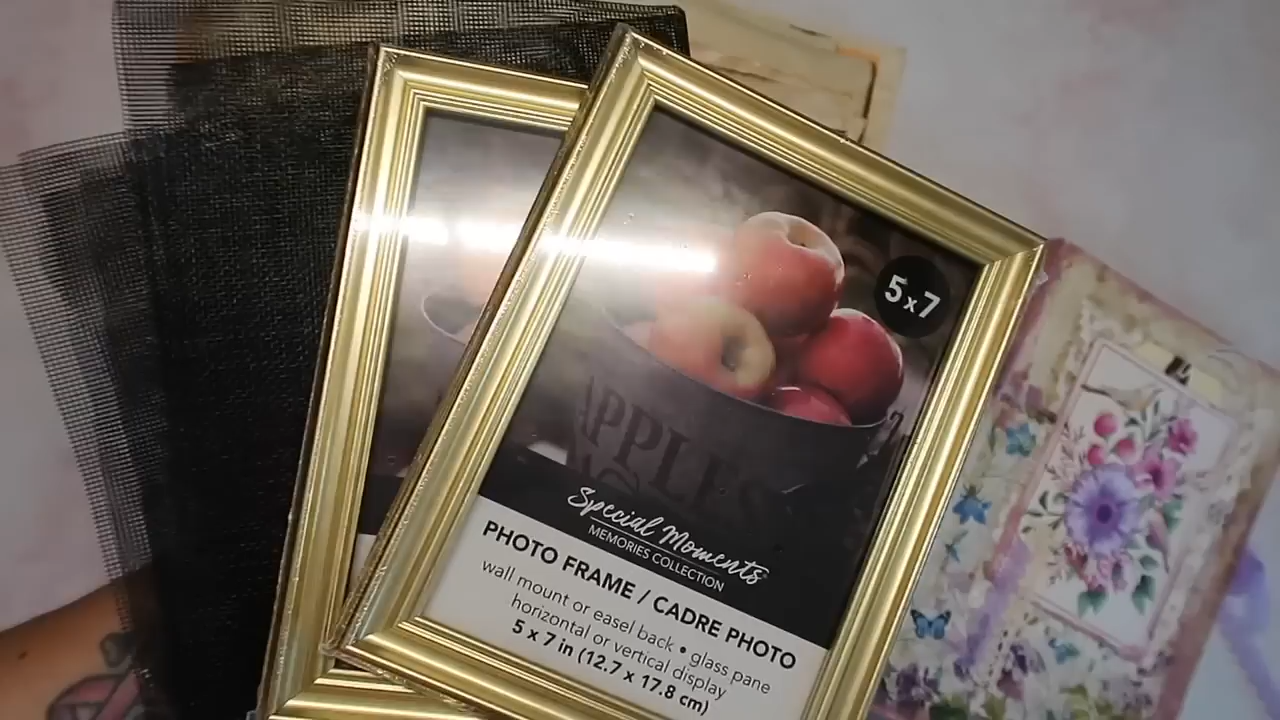 5x7
APPLES
Special Moments
MEMORIES COLLECTION
PHOTO FRAME / CADRE PHOTO
wall mount or easel back • glass pane
horizontal or vertical display
5 x 7 in (12.7 x 17.8 cm)